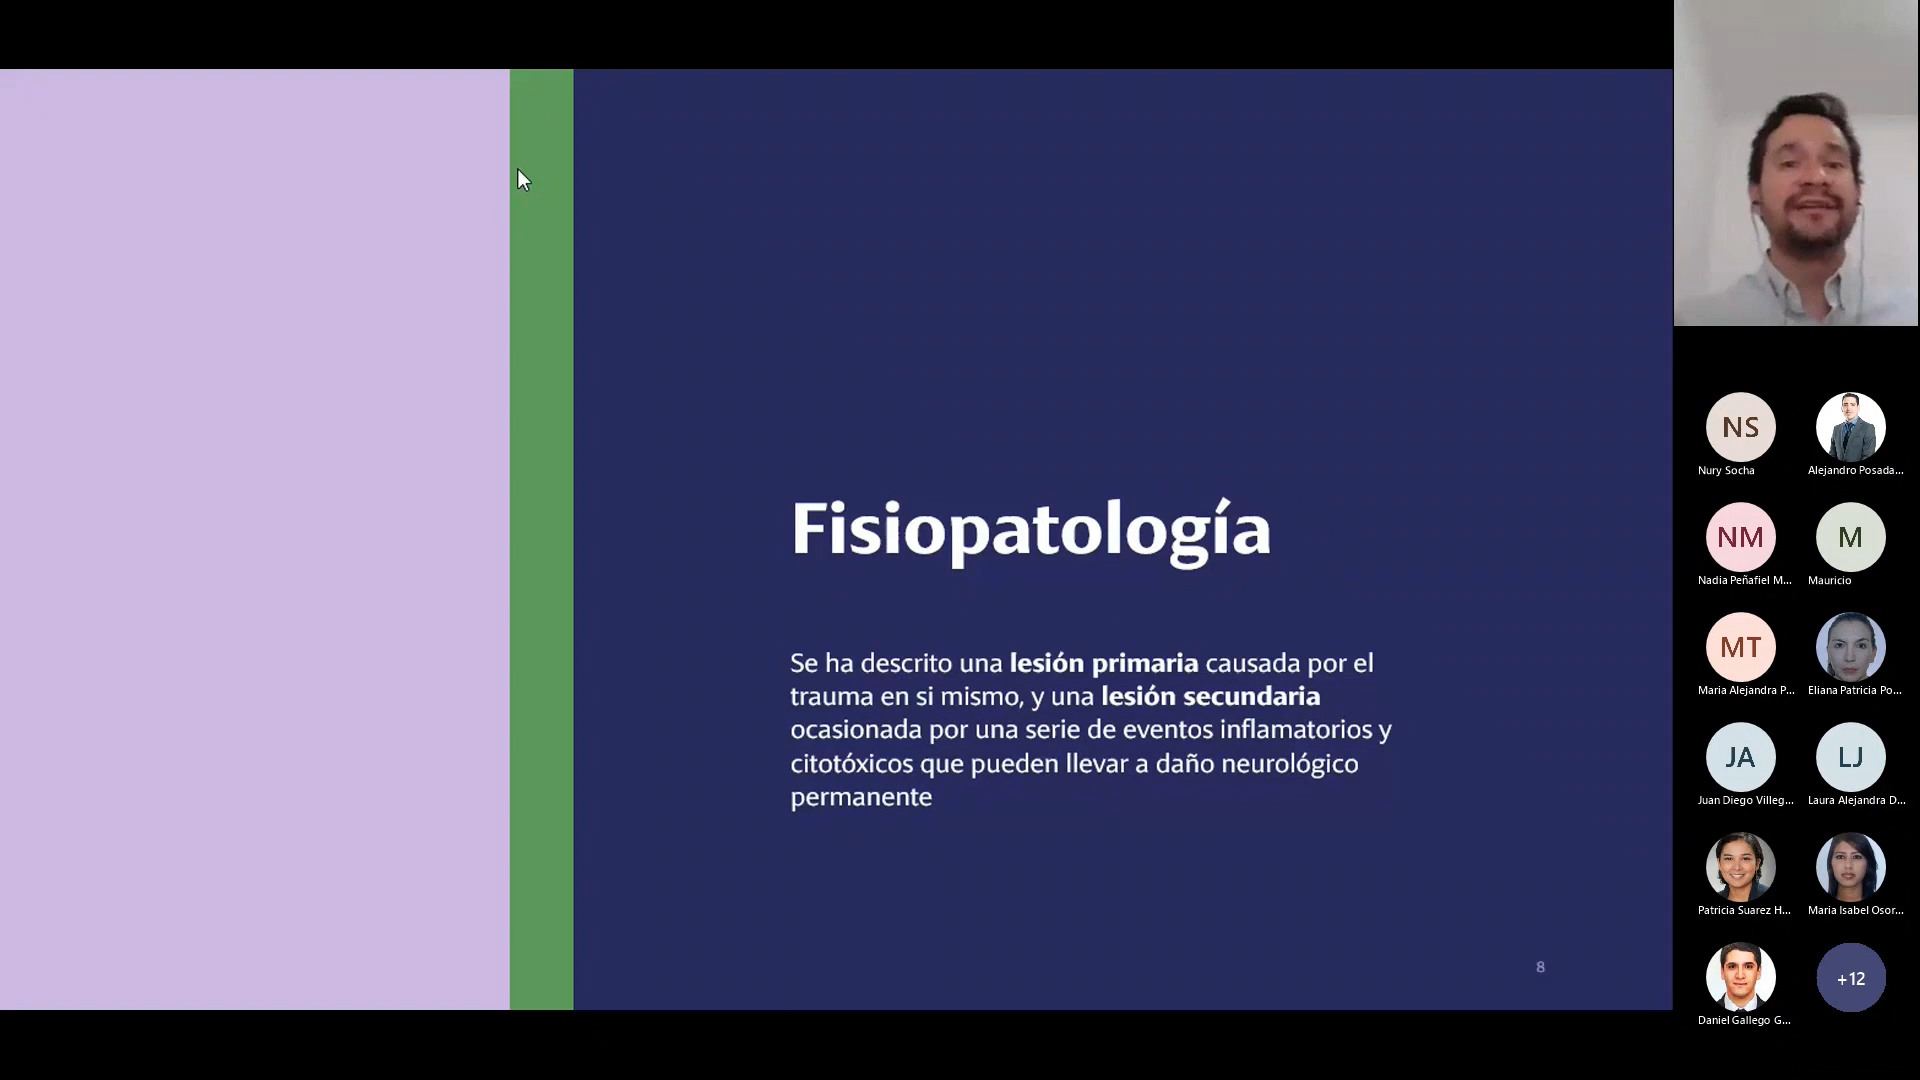 Fisiopatología
Se ha descrito una lesión primaria causada por el
trauma en si mismo, y una lesión secundaria
ocasionada por una serie de eventos inflamatorios y
citotóxicos que pueden llevar a daño neurológico
permanente
8
NS
Nury Socha
Alejandro Posada...
NM
Nadia Peñafiel M...
M
Mauricio
MT
Maria Alejandra P...
Eliana Patricia Po...
JA
Juan Diego Villeg...
LJ
Laura Alejandra D...
Patricia Suarez H...
Maria Isabel Osor...
Daniel Gallego G...
+12